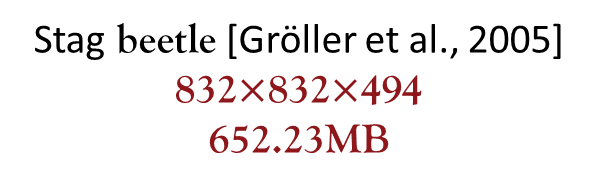 Stag beetle [Gröller et al., 2005]
832×832×494
652.23MB